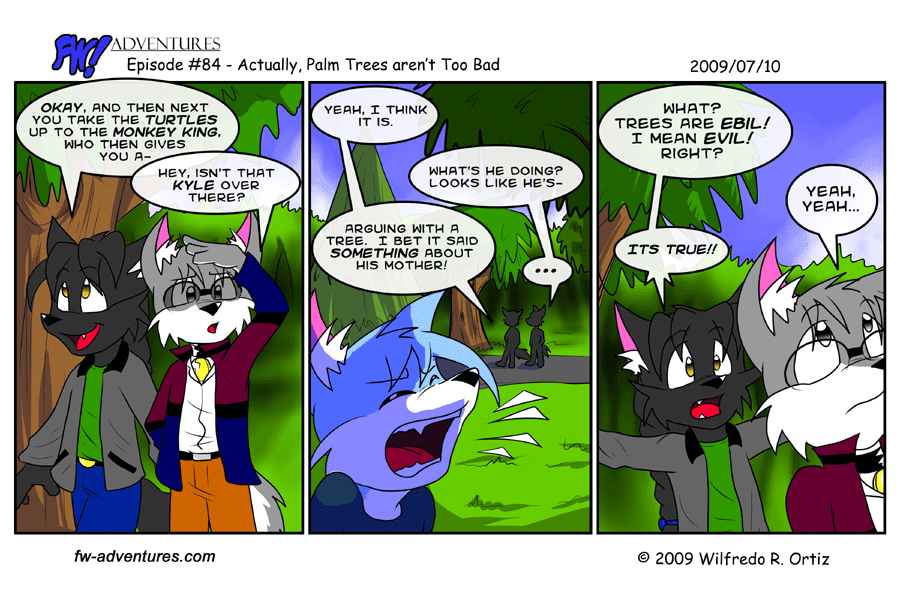 FW! ADVENTURES
Episode #84 - Actually, Palm Trees aren't Too Bad
2009/07/10
OKAY, AND THEN NEXT
YOU TAKE THE TURTLES
UP TO THE MONKEY KING,
WHO THEN GIVES
YOU A-
HEY, ISN'T THAT
KYLE OVER
THERE?
YEAH, I THINK
IT IS.
WHAT'S HE DOING?
LOOKS LIKE HE'S-
ARGUING WITH A
TREE. I BET IT SAID
SOMETHING ABOUT
HIS MOTHER!
...
WHAT?
TREES ARE EBIL!
I MEAN EVIL!
RIGHT?
YEAH,
YEAH...
ITS TRUE!!
fw-adventures.com
© 2009 Wilfredo R. Ortiz